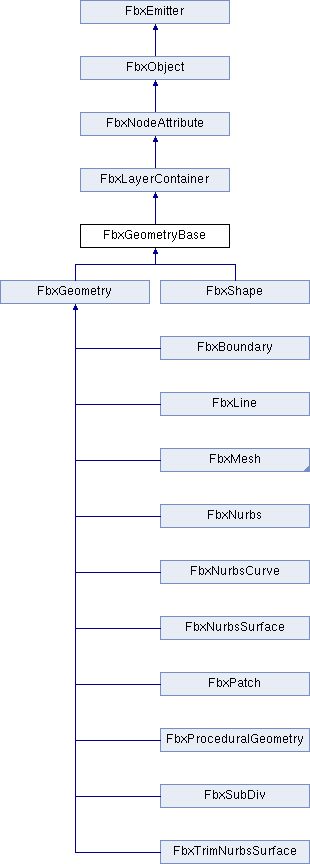 FbxEmitter
FbxObject
FbxNodeAttribute
FbxLayerContainer
FbxGeometryBase
FbxGeometry
FbxShape
FbxBoundary
FbxLine
FbxMesh
FbxNurbs
FbxNurbsCurve
FbxNurbsSurface
FbxPatch
FbxProceduralGeometry
FbxSubDiv
FbxTrimNurbsSurface